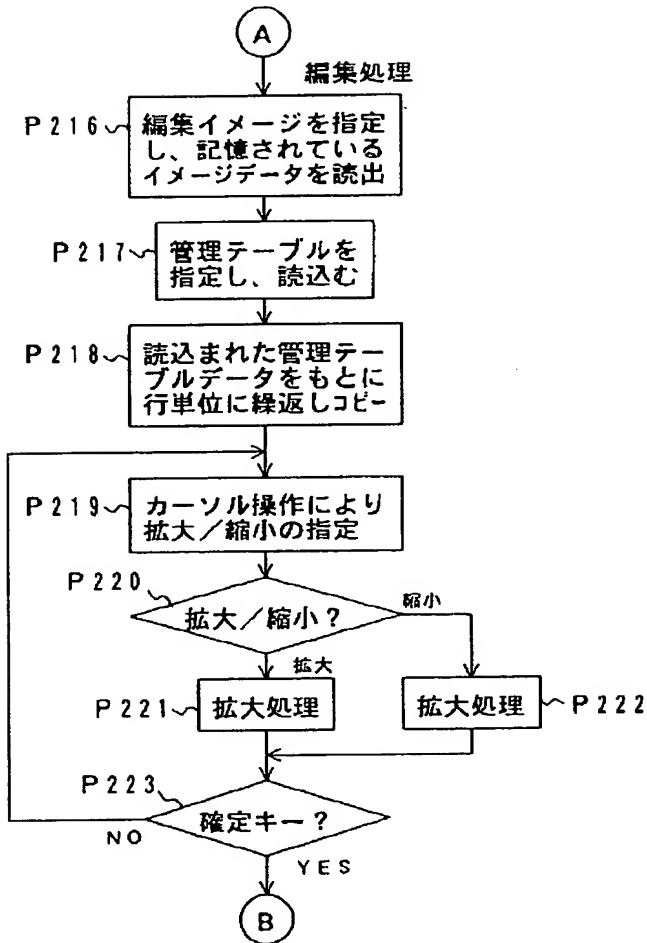 A
編集処理
P216
編集イメージを指定
し、記憶されている
イメージデータを読出
P217
管理テーブルを
指定し、読込む
P218
読込まれた管理テー
ブルデータをもとに
行単位に繰返しコピー
P219
カーソル操作により
拡大／縮小の指定
P220
拡大／縮小？
縮小
拡大
P221
拡大処理
拡大処理
P222
P223
確定キー？
NO
YES
B